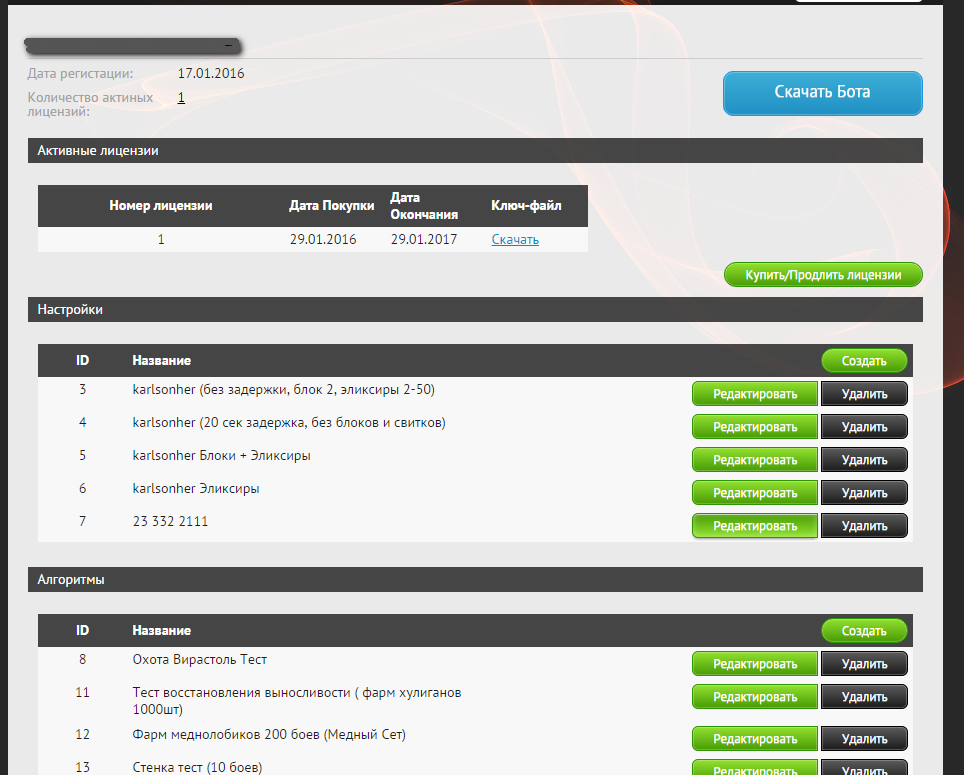 Дата регистации: 17.01.2016
Количество актиных
лицензий: 1
Скачать Бота
Активные лицензии
Номер лицензии Дата Покупки Дата
Окончания Ключ-файл
1 29.01.2016 29.01.2017 Скачать
Купить/Продлить лицензии
Настройки
ID Название Создать
3 karlsonher (без задержки, блок 2, эликсиры 2-50) Редактировать Удалить
4 karlsonher (20 сек задержка, без блоков и свитков) Редактировать Удалить
5 karlsonher Блоки + Эликсиры Редактировать Удалить
6 karlsonher Эликсиры Редактировать Удалить
7 23 332 2111 Редактировать Удалить
Алгоритмы
ID Название Создать
8 Охота Вирастоль Тест Редактировать Удалить
11 Тест восстановления выносливости ( фарм хулиганов
1000шт) Редактировать Удалить
12 Фарм меднолобиков 200 боев (Медный Сет) Редактировать Удалить
13 Стенка тест (10 боев) Редактировать Удалить